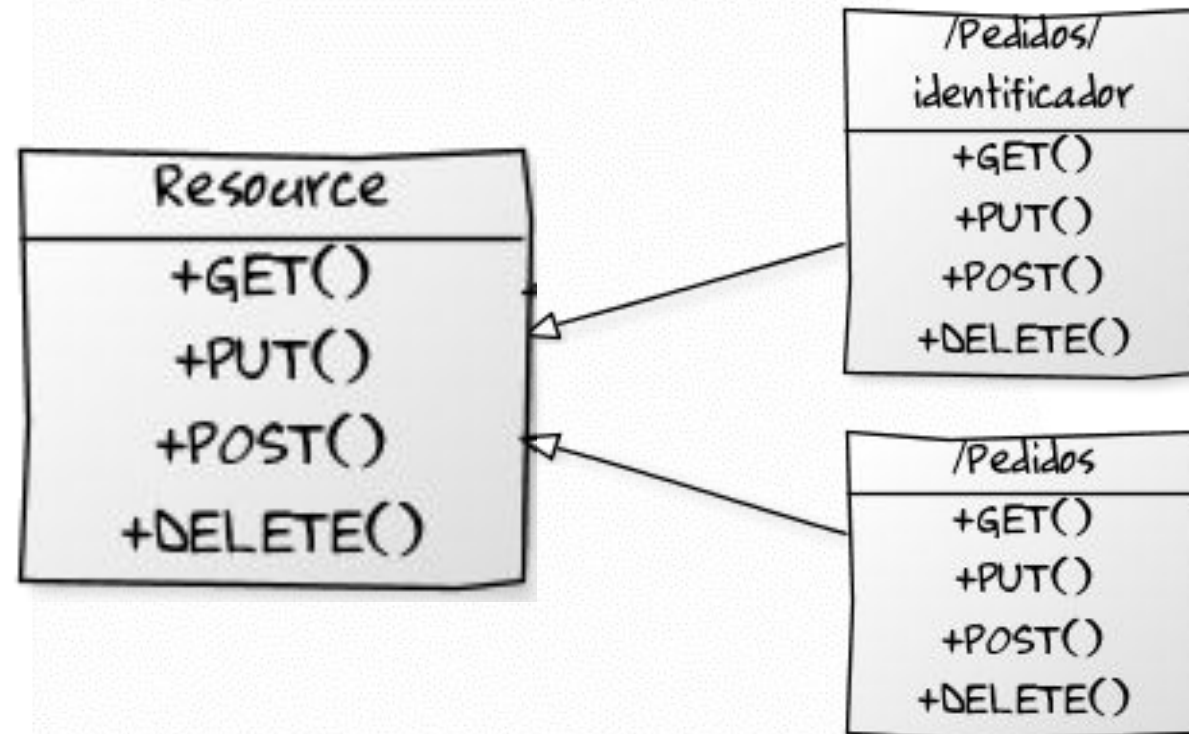 Resource
+GET()
+PUT()
+POST()
+DELETE()
/Pedidos/
identificador
+GET()
+PUT()
+POST()
+DELETE()
/Pedidos
+GET()
+PUT()
+POST()
+DELETE()